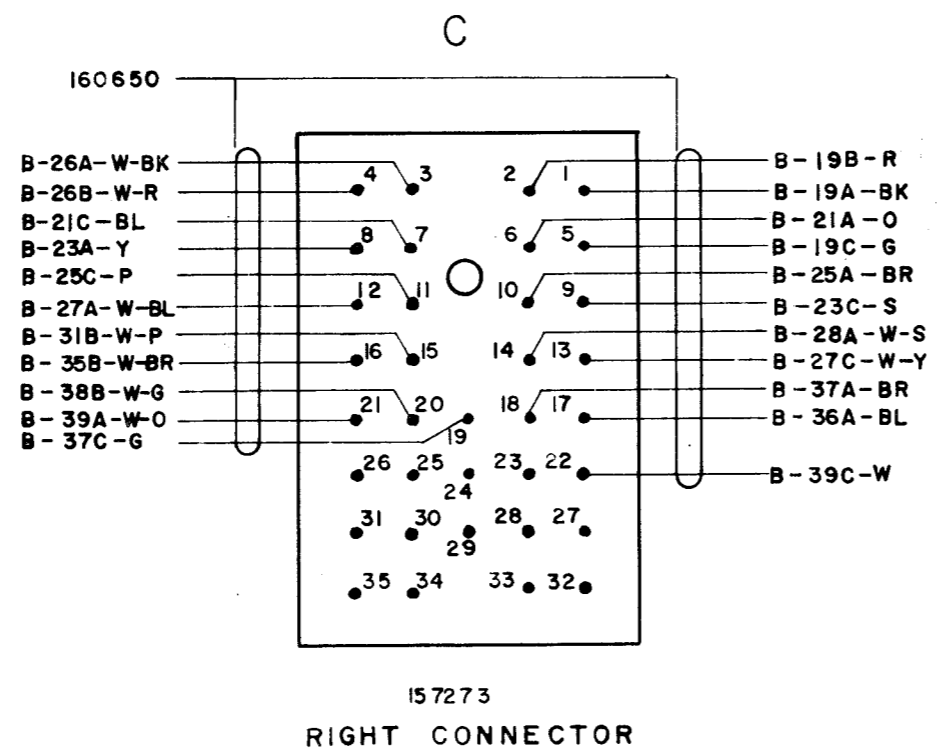 C
160650
B-26A-W-BK
B-26B-W-R
B-21C-BL
B-23A-Y
B-25C-P
B-27A-W-BL
B-31B-W-P
B-35B-W-BR
B-38B-W-G
B-39A-W-O
B-37C-G
4 3 2 1
8 7 6 5
12 11 10 9
16 15 14 13
21 20 19 18 17
26 25 24 23 22
31 30 29 28 27
35 34 33 32
B-19B-R
B-19A-BK
B-21A-O
B-19C-G
B-25A-BR
B-23C-S
B-28A-W-S
B-27C-W-Y
B-37A-BR
B-36A-BL
B-39C-W
157273
RIGHT CONNECTOR